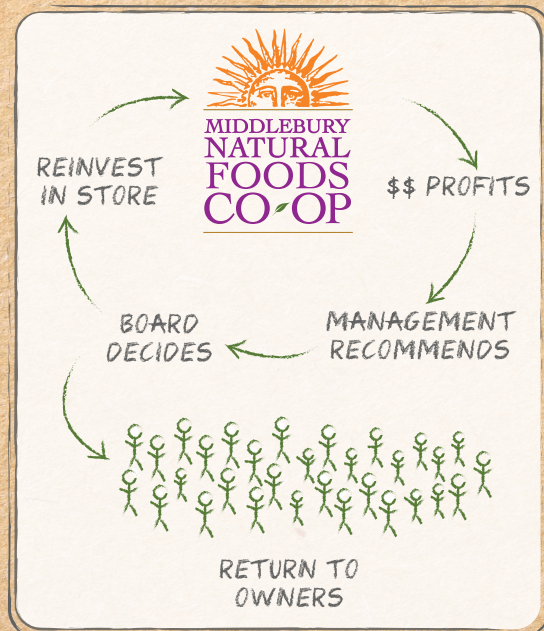 MIDDLEBURY
NATURAL
FOODS
CO-OP
$$ PROFITS
MANAGEMENT
RECOMMENDS
BOARD
DECIDES
REINVEST
IN STORE
RETURN TO
OWNERS